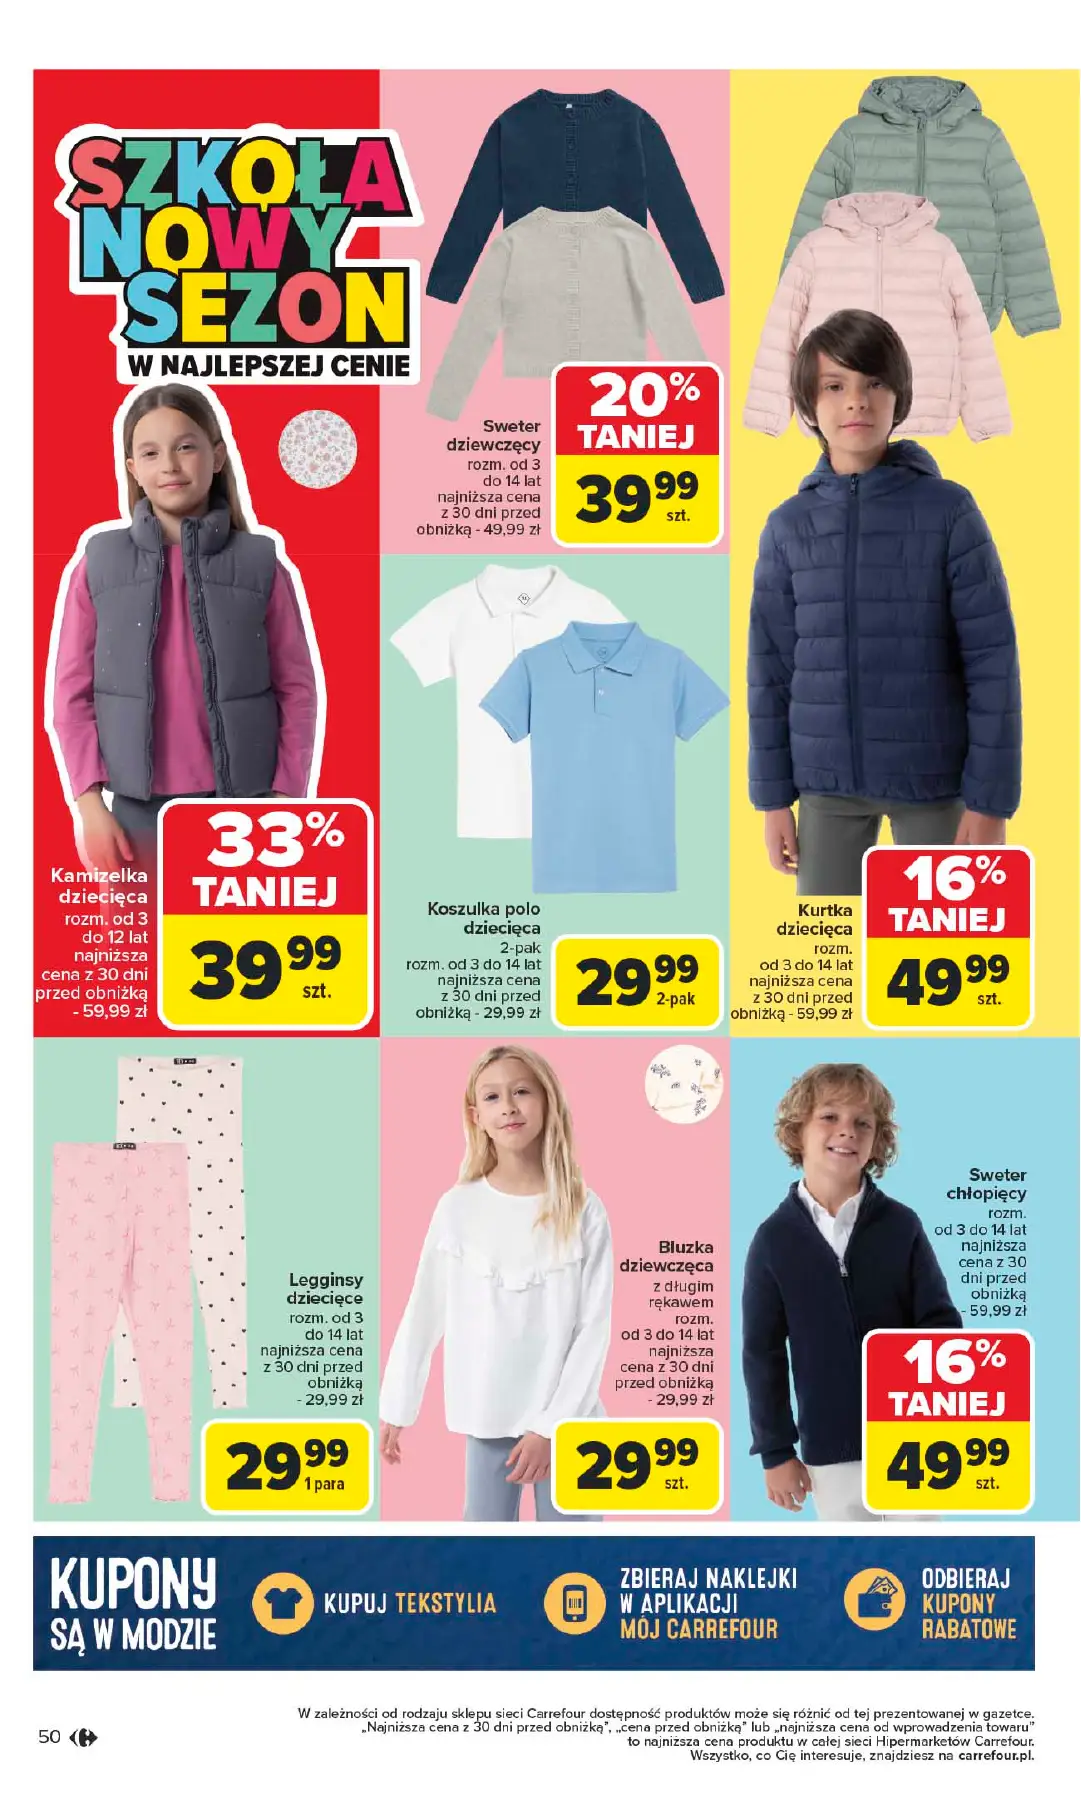 SZKOŁA
NOWY
SEZON
W NAJLEPSZEJ CENIE
Kamizelka
dziecięca
rozm. od 3
do 12 lat
najniższa
cena z 30 dni
przed obniżką
- 59,99 zł
33%
TANIEJ
39 99
szt.
Sweter
dziewczęcy
rozm. od 3
do 14 lat
najniższa cena
z 30 dni przed
obniżką - 49,99 zł
20%
TANIEJ
39 99
szt.
Koszulka polo
dziecięca
2-pak
rozm. od 3 do 14 lat
najniższa cena
z 30 dni przed
obniżką - 29,99 zł
29 99
2-pak
Kurtka
dziecięca
rozm.
od 3 do 14 lat
najniższa cena
z 30 dni przed
obniżką - 59,99 zł
16%
TANIEJ
49 99
szt.
Legginsy
dziecięce
rozm. od 3
do 14 lat
najniższa cena
z 30 dni przed
obniżką
- 29,99 zł
29 99
1 para
Bluzka
dziewczęca
z długim
rękawem
rozm.
od 3 do 14 lat
najniższa
cena z 30 dni
przed obniżką
- 29,99 zł
29 99
szt.
Sweter
chłopięcy
rozm.
od 3 do 14 lat
najniższa
cena z 30
dni przed
obniżką
- 59,99 zł
16%
TANIEJ
49 99
szt.
KUPONY
SĄ W MODZIE
KUPUJ TEKSTYLIA
ZBIERAJ NAKLEJKI
W APLIKACJI
MÓJ CARREFOUR
ODBIERAJ
KUPONY
RABATOWE
W zależności od rodzaju sklepu sieci Carrefour dostępność produktów może się różnić od tej prezentowanej w gazetce.
„Najniższa cena z 30 dni przed obniżką”, „cena przed obniżką” lub „najniższa cena od wprowadzenia towaru”
to najniższa cena produktu w całej sieci Hipermarketów Carrefour.
Wszystko, co Cię interesuje, znajdziesz na carrefour.pl.
50